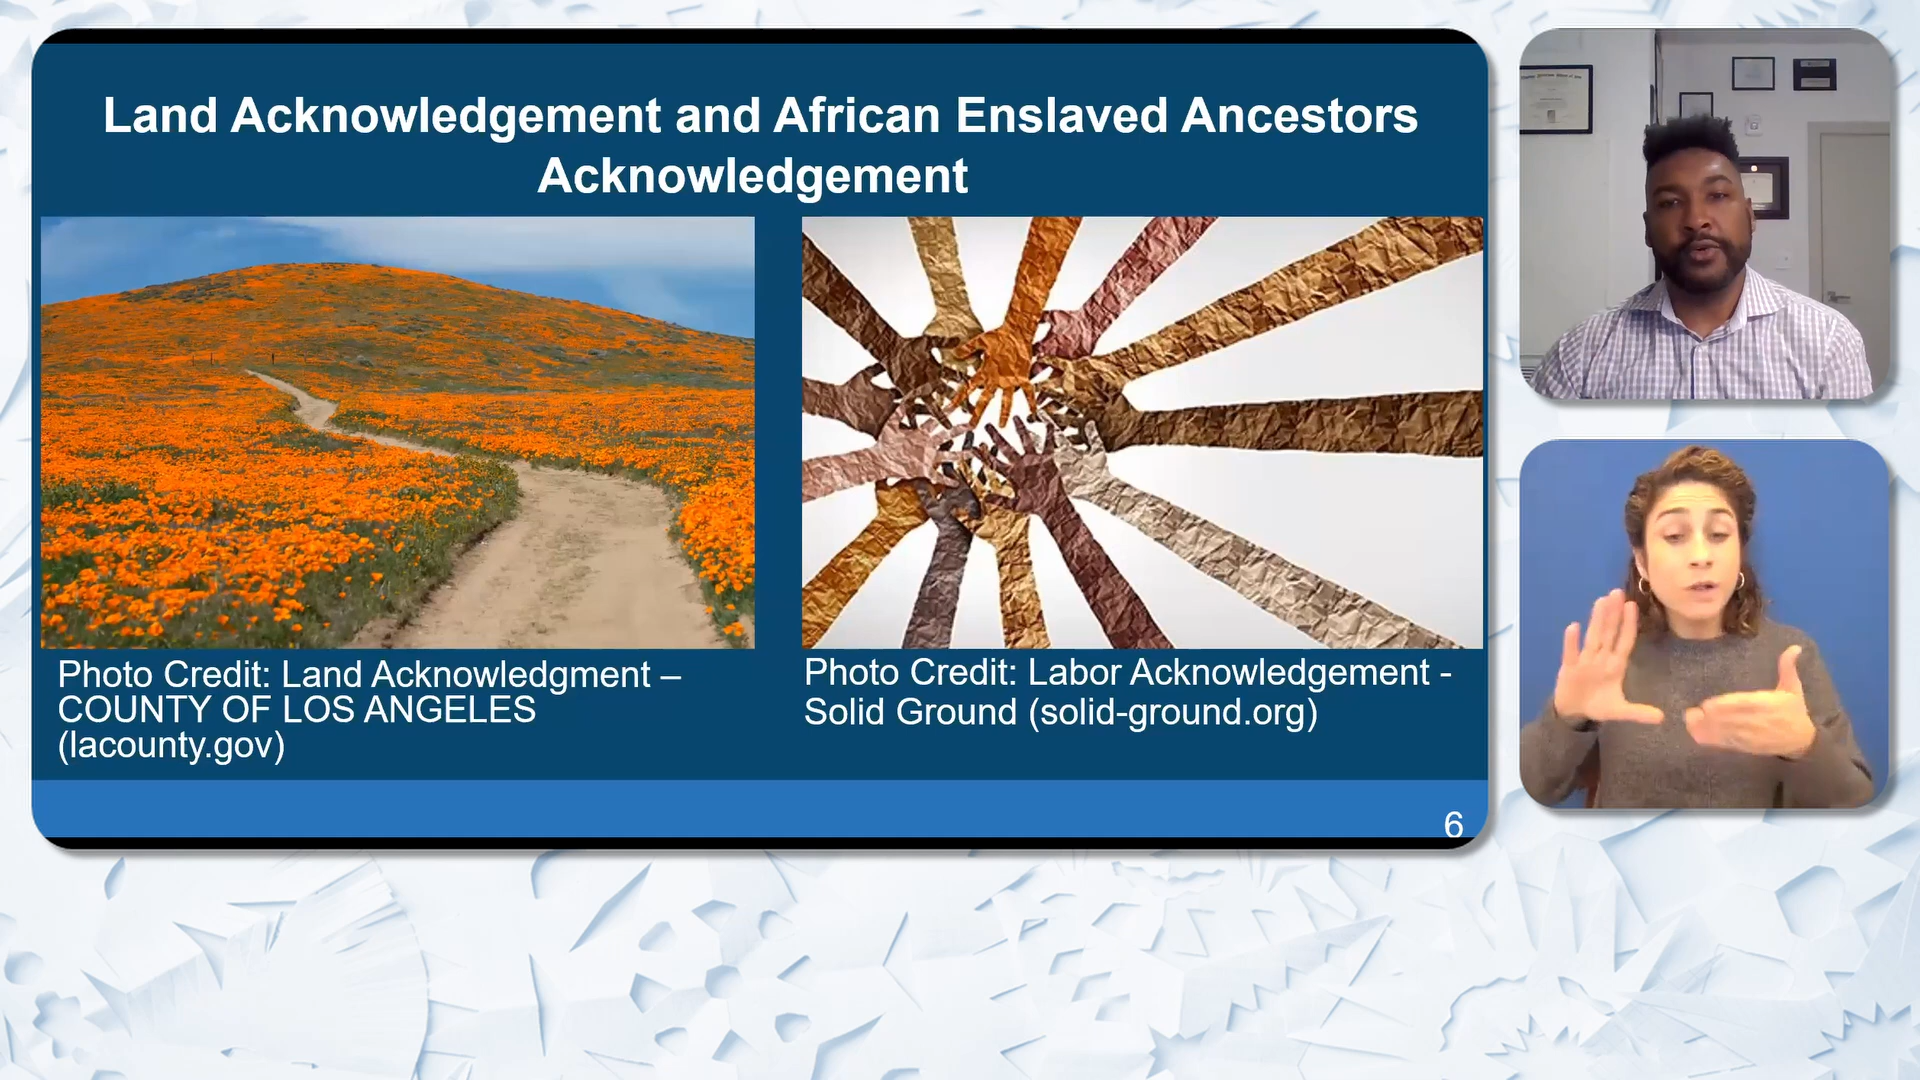 Land Acknowledgement and African Enslaved Ancestors
Acknowledgement
Photo Credit: Land Acknowledgment –
COUNTY OF LOS ANGELES
(lacounty.gov)
Photo Credit: Labor Acknowledgement -
Solid Ground (solid-ground.org)
6